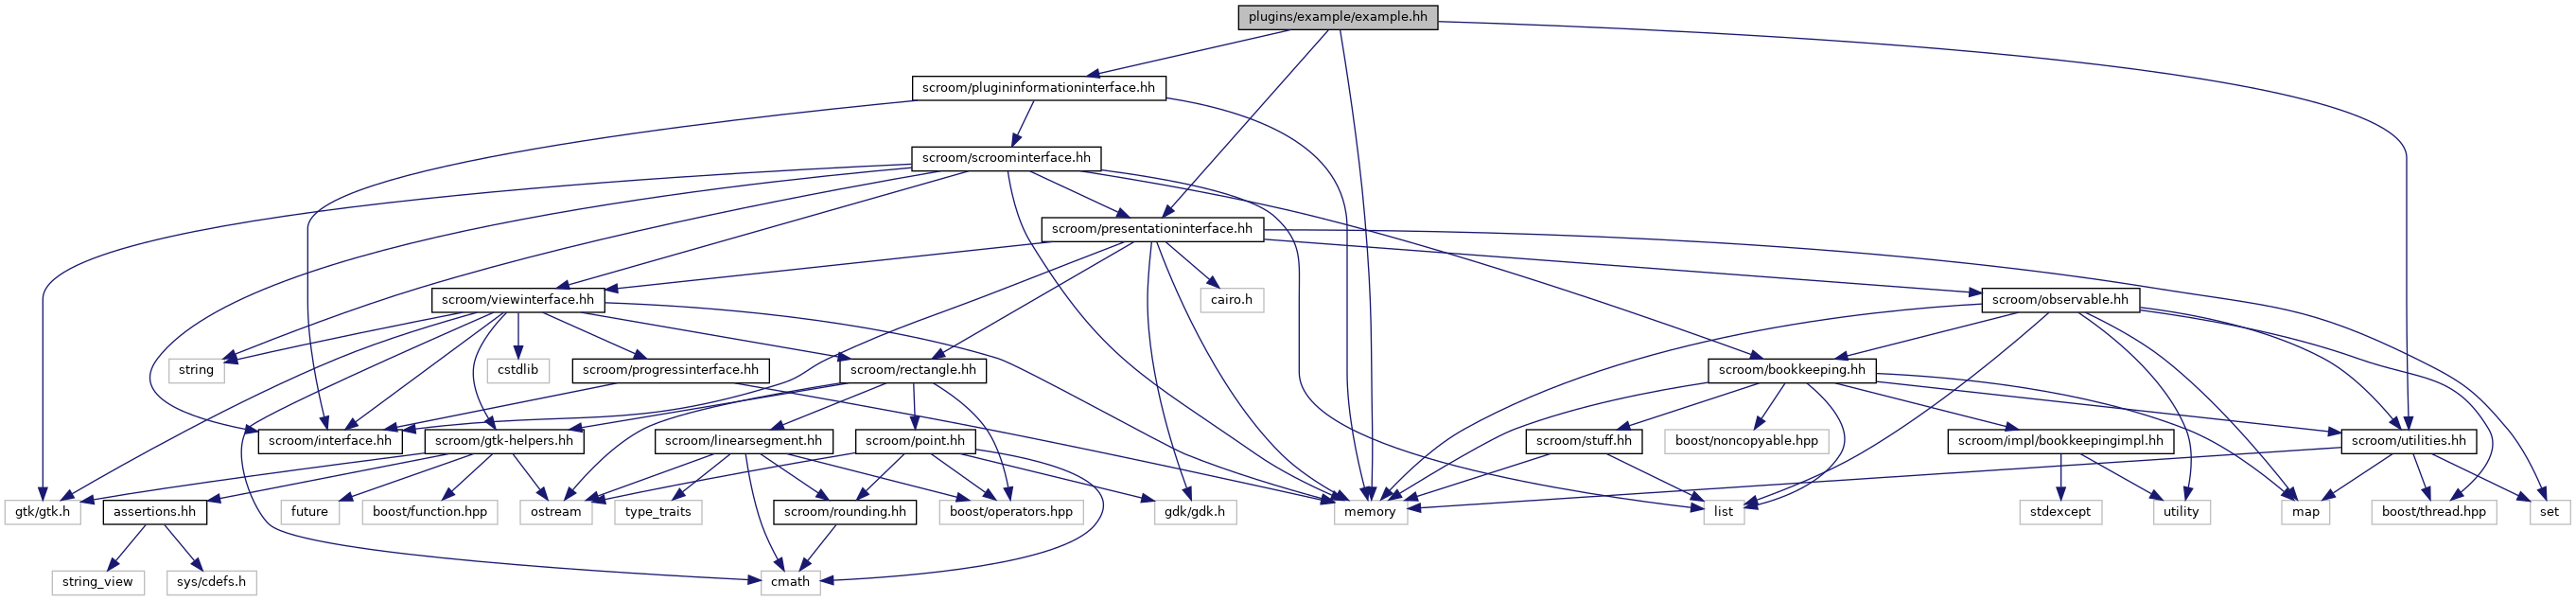 plugins/example/example.hh
scroom/plugininformationinterface.hh
scroom/scroominterface.hh
scroom/presentationinterface.hh
scroom/viewinterface.hh
cairo.h
scroom/observable.hh
string
cstdlib
scroom/progressinterface.hh
scroom/rectangle.hh
scroom/bookkeeping.hh
scroom/interface.hh
scroom/gtk-helpers.hh
scroom/linearsegment.hh
scroom/point.hh
scroom/stuff.hh
boost/noncopyable.hpp
scroom/impl/bookkeepingimpl.hh
scroom/utilities.hh
gtk/gtk.h
assertions.hh
future
boost/function.hpp
ostream
type_traits
scroom/rounding.hh
boost/operators.hpp
gdk/gdk.h
memory
list
stdexcept
utility
map
boost/thread.hpp
set
string_view
sys/cdefs.h
cmath